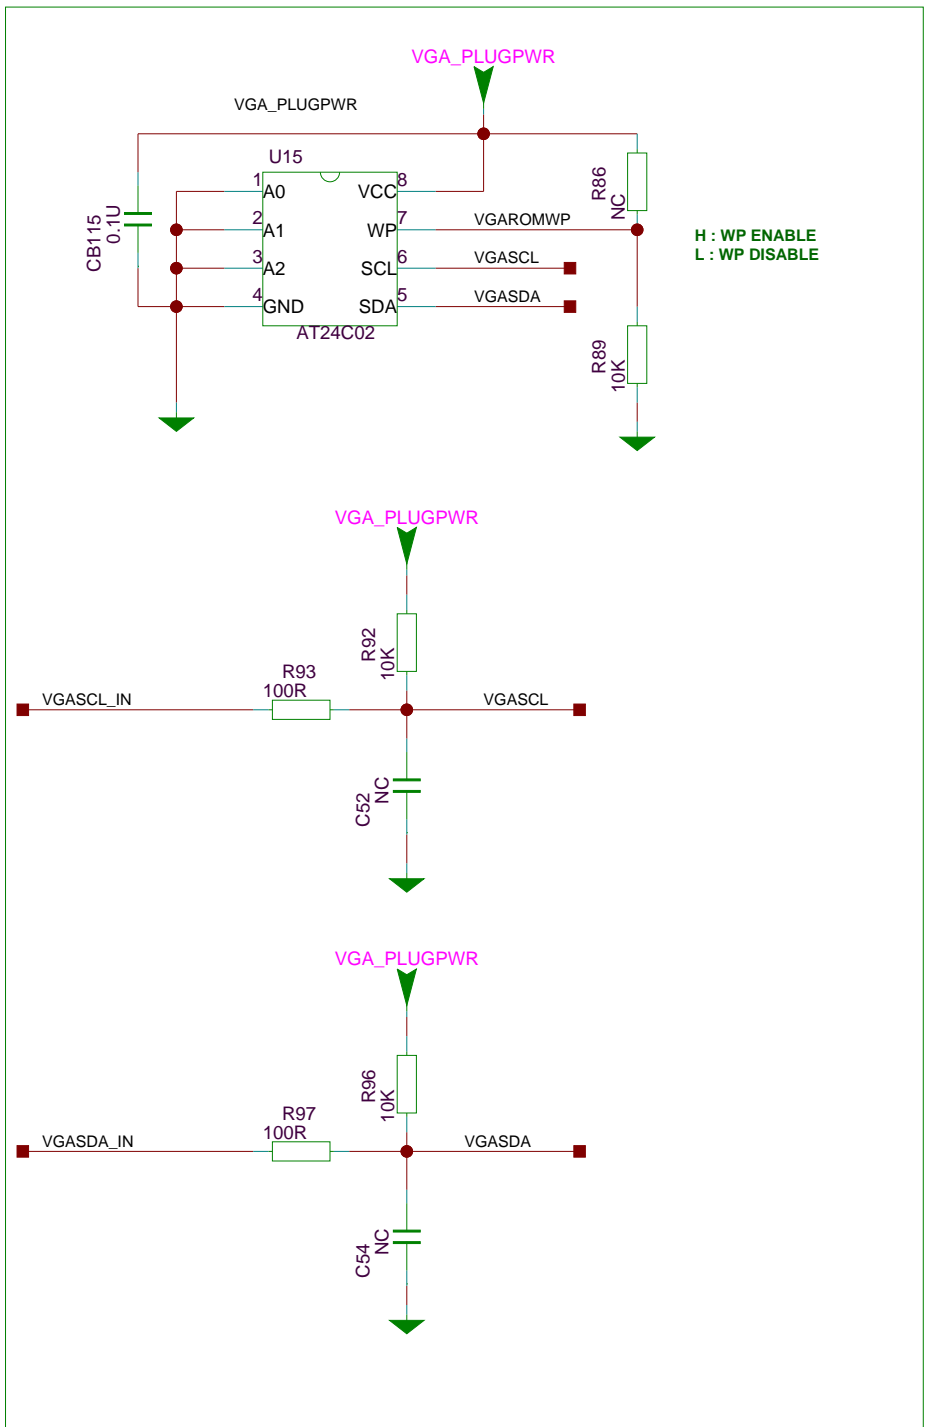 VGA_PLUGPWR
VGA_PLUGPWR
U15
1 A0
2 A1
3 A2
4 GND
VCC 8
WP 7
SCL 6
SDA 5
AT24C02
CB115
0.1U
VGAROMWP
VGASCL
VGASDA
R86
NC
H : WP ENABLE
L : WP DISABLE
R89
10K
VGA_PLUGPWR
R92
10K
R93
100R
VGASCL_IN
VGASCL
C52
NC
VGA_PLUGPWR
R96
10K
R97
100R
VGASDA_IN
VGASDA
C54
NC